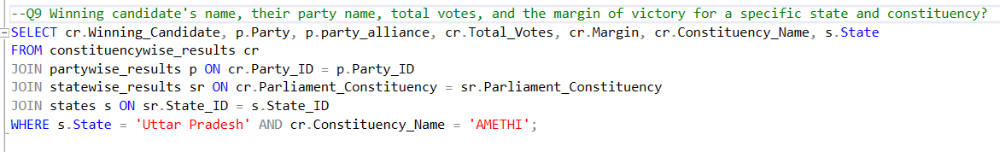 --Q9 Winning candidate's name, their party name, total votes, and the margin of victory for a specific state and constituency?
SELECT cr.Winning_Candidate, p.Party, p.party_alliance, cr.Total_Votes, cr.Margin, cr.Constituency_Name, s.State
FROM constituencywise_results cr
JOIN partywise_results p ON cr.Party_ID = p.Party_ID
JOIN statewise_results sr ON cr.Parliament_Constituency = sr.Parliament_Constituency
JOIN states s ON sr.State_ID = s.State_ID
WHERE s.State = 'Uttar Pradesh' AND cr.Constituency_Name = 'AMETHI';